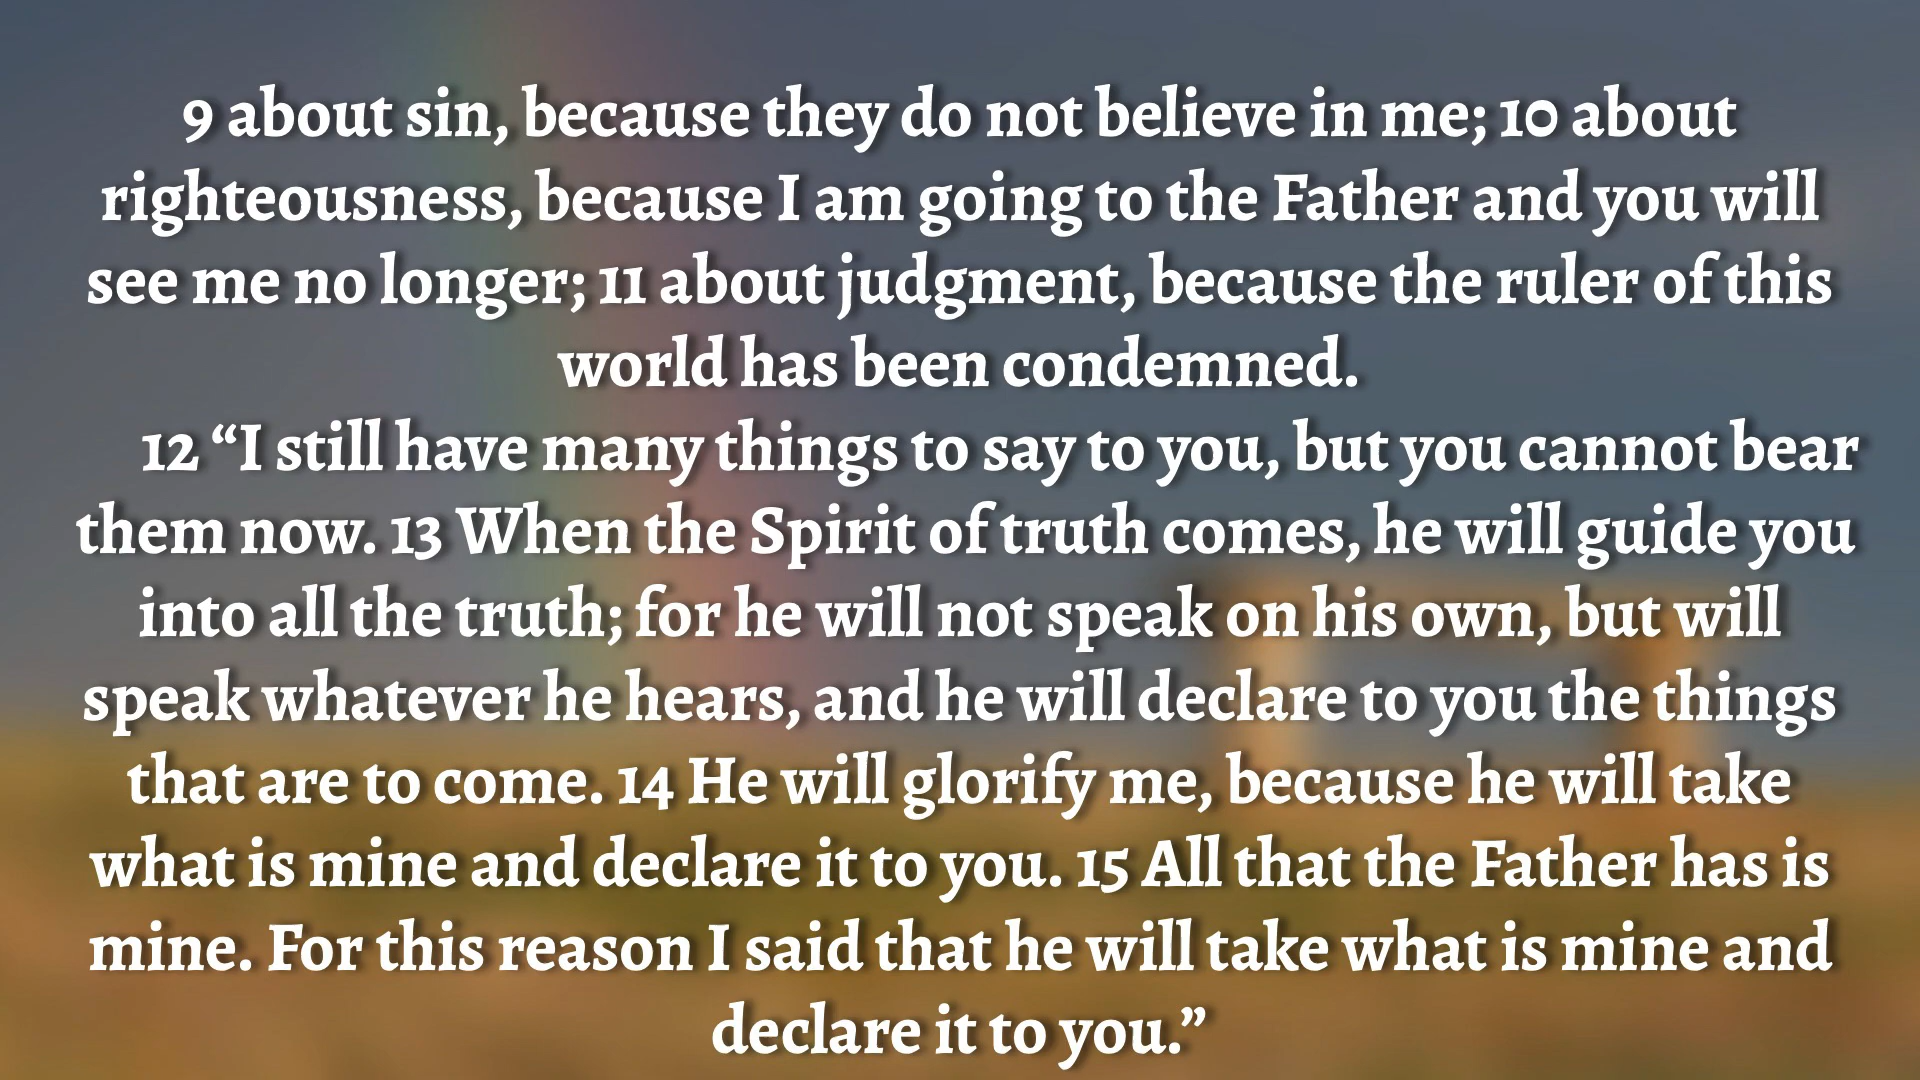 9 about sin, because they do not believe in me; 10 about
righteousness, because I am going to the Father and you will
see me no longer; 11 about judgment, because the ruler of this
world has been condemned.
12 “I still have many things to say to you, but you cannot bear
them now. 13 When the Spirit of truth comes, he will guide you
into all the truth; for he will not speak on his own, but will
speak whatever he hears, and he will declare to you the things
that are to come. 14 He will glorify me, because he will take
what is mine and declare it to you. 15 All that the Father has is
mine. For this reason I said that he will take what is mine and
declare it to you.”